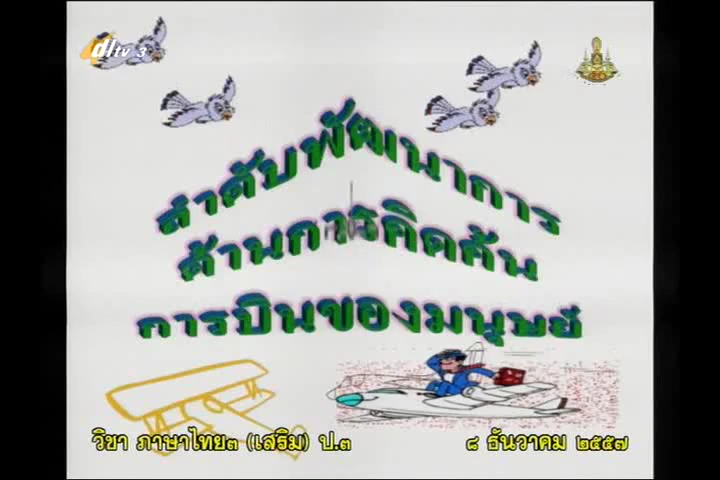 dltv 3
ลำดับพัฒนาการ
ด้านการคิดค้น
การบินของมนุษย์
วิชา ภาษาไทย๓ (เสริม) ป.๓
๘ ธันวาคม ๒๕๕๗